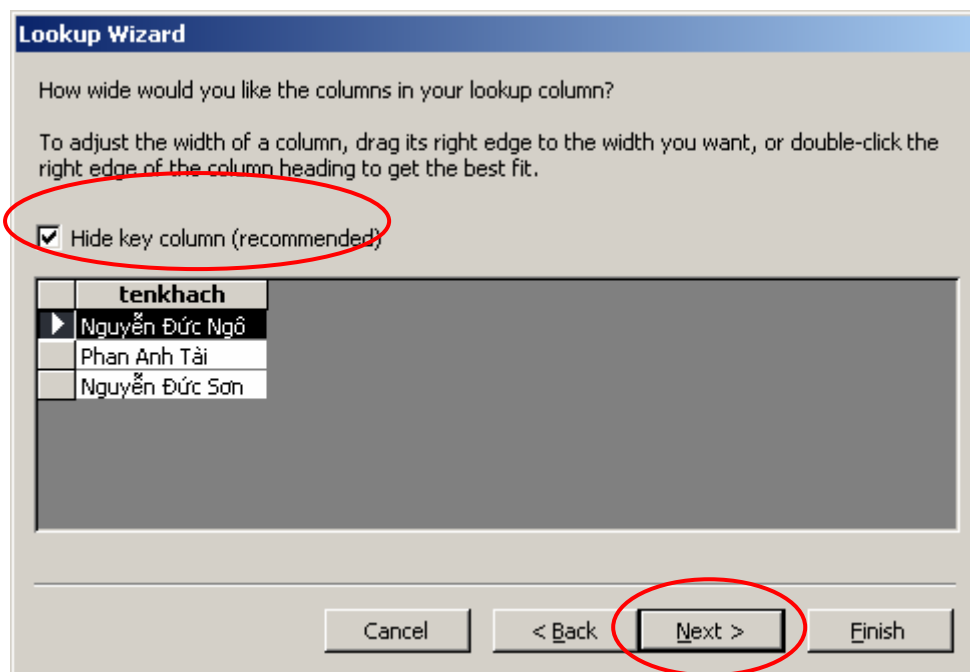 Lookup Wizard
How wide would you like the columns in your lookup column?
To adjust the width of a column, drag its right edge to the width you want, or double-click the
right edge of the column heading to get the best fit.
Hide key column (recommended)
tenkhach
Nguyễn Đức Ngô
Phan Anh Tài
Nguyễn Đức Sơn
Cancel < Back Next > Finish